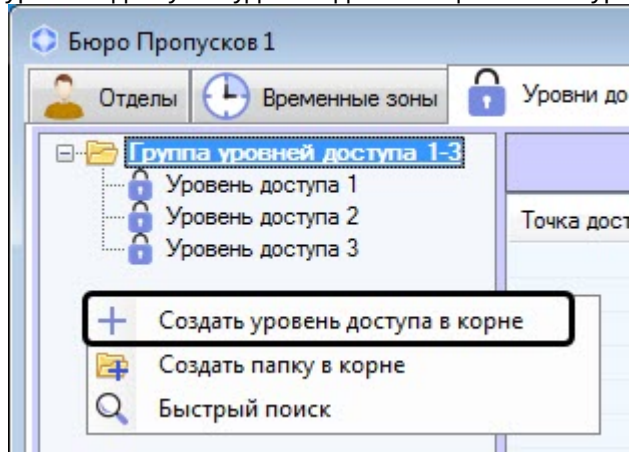 Бюро Пропусков 1
Отделы Временные зоны Уровни до
Группа уровней доступа 1-3
Уровень доступа 1
Уровень доступа 2
Точка дост
Уровень доступа 3
Создать уровень доступа в корне
Создать папку в корне
Быстрый поиск